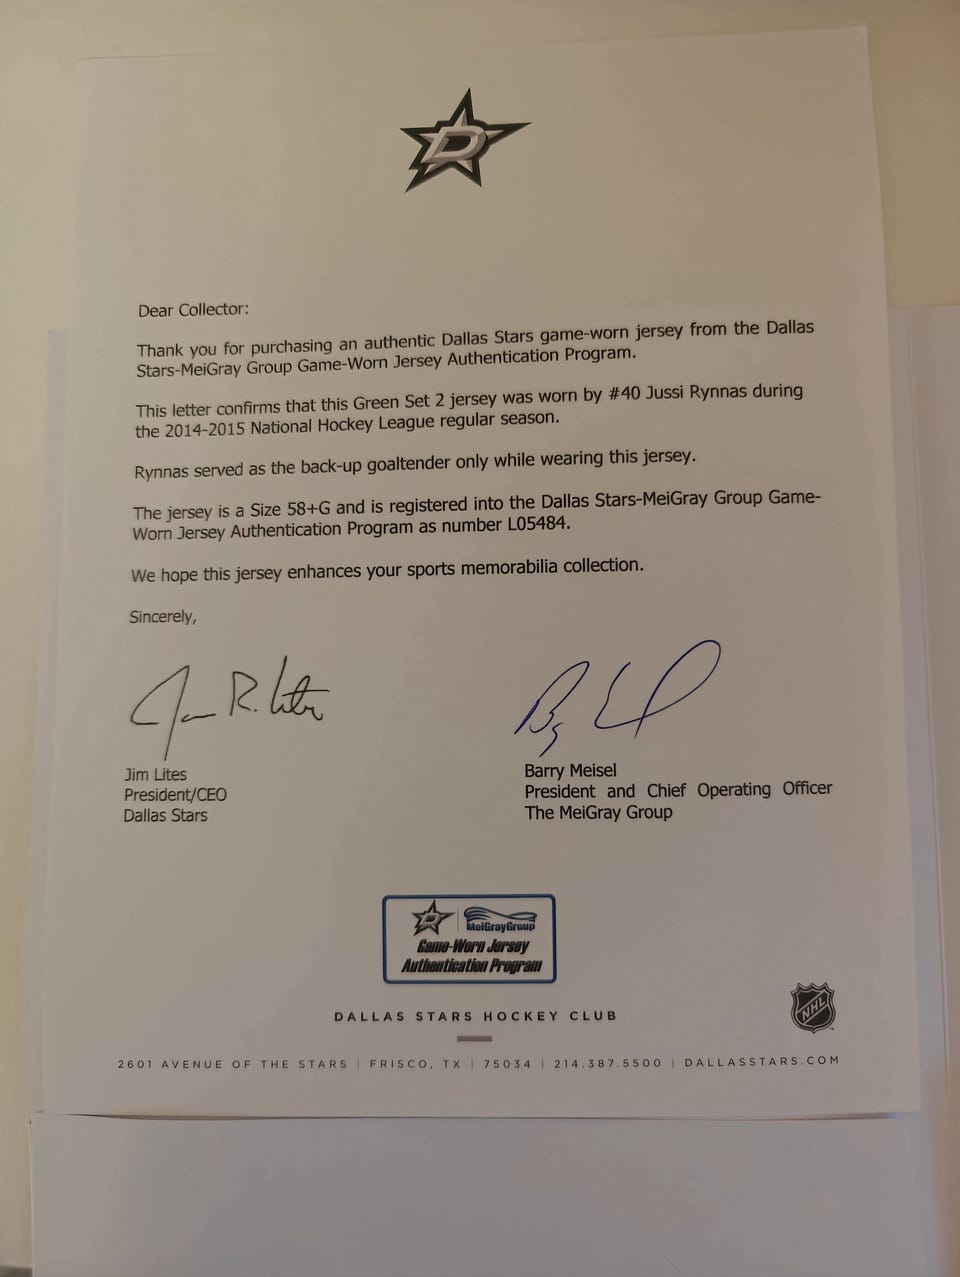 D
Dear Collector:
Thank you for purchasing an authentic Dallas Stars game-worn jersey from the Dallas
Stars-MeiGray Group Game-Worn Jersey Authentication Program.
This letter confirms that this Green Set 2 jersey was worn by #40 Jussi Rynnas during
the 2014-2015 National Hockey League regular season.
Rynnas served as the back-up goaltender only while wearing this jersey.
The jersey is a Size 58+G and is registered into the Dallas Stars-MeiGray Group Game-
Worn Jersey Authentication Program as number L05484.
We hope this jersey enhances your sports memorabilia collection.
Sincerely,
Jim Lites
President/CEO
Dallas Stars
Barry Meisel
President and Chief Operating Officer
The MeiGray Group
D MeiGrayGroup
Game-Worn Jersey
Authentication Program
DALLAS STARS HOCKEY CLUB
NHL
2601 AVENUE OF THE STARS | FRISCO, TX | 75034 | 214.387.5500 | DALLASSTARS.COM